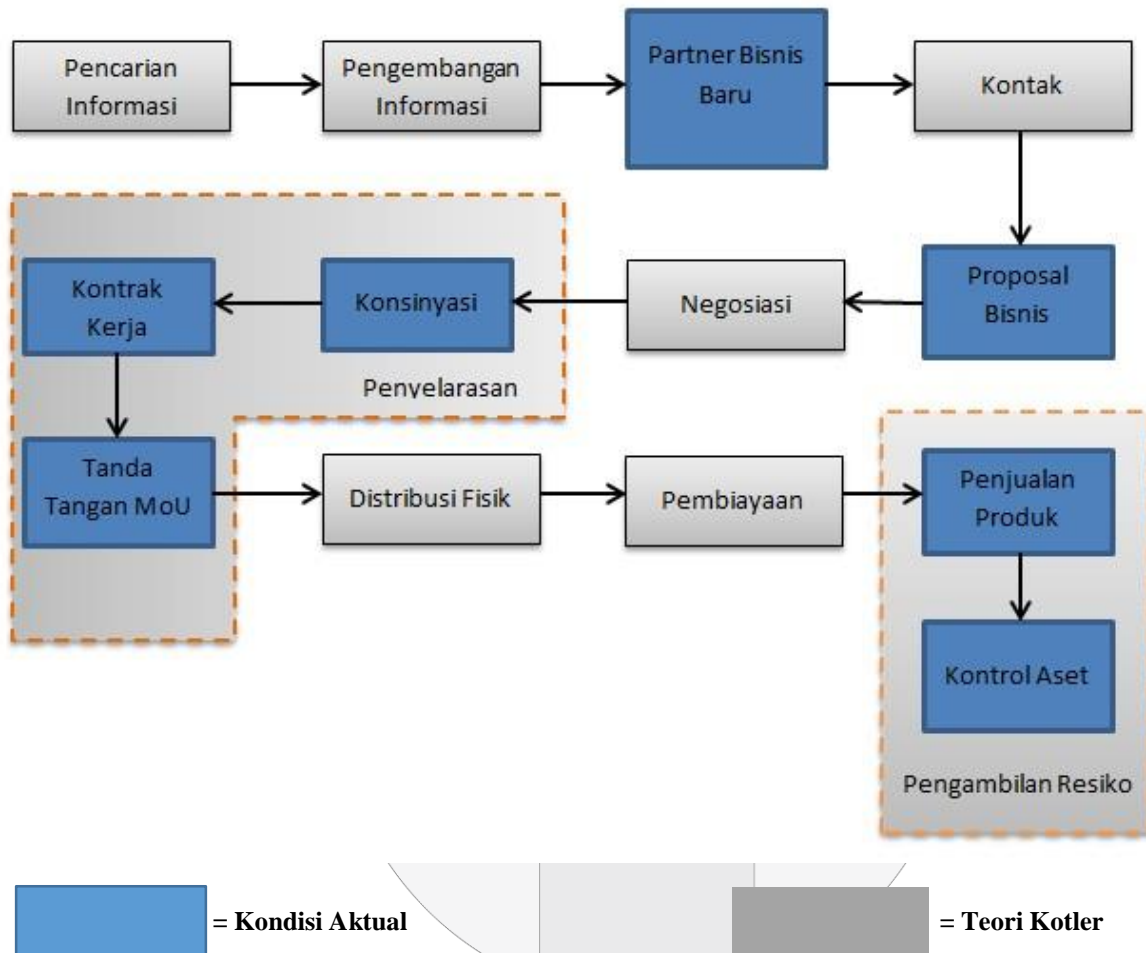 Pencarian
Informasi
Pengembangan
Informasi
Partner Bisnis
Baru
Kontak
Proposal
Bisnis
Negosiasi
Konsinyasi
Kontrak
Kerja
Penyelarasan
Tanda
Tangan MoU
Distribusi Fisik
Pembiayaan
Penjualan
Produk
Kontrol Aset
Pengambilan Resiko
= Kondisi Aktual
= Teori Kotler